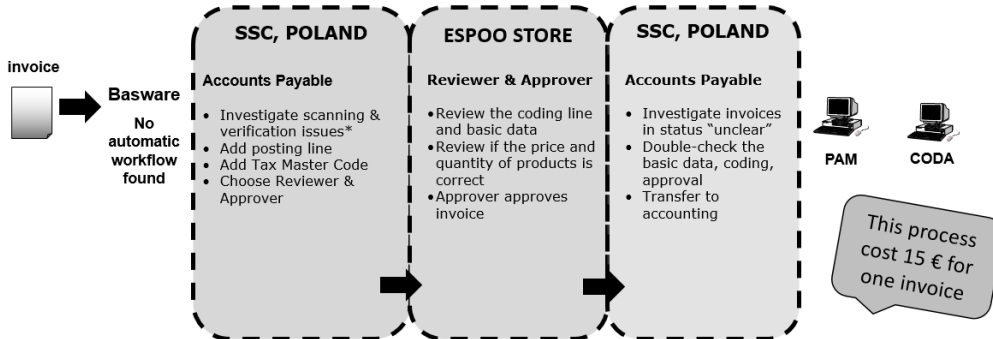 invoice
Basware
No
automatic
workflow
found
SSC, POLAND
Accounts Payable
• Investigate scanning &
verification issues*
• Add posting line
• Add Tax Master Code
• Choose Reviewer &
Approver
ESPOO STORE
Reviewer & Approver
•Review the coding line
and basic data
•Review if the price and
quantity of products is
correct
•Approver approves
invoice
SSC, POLAND
Accounts Payable
• Investigate invoices
in status “unclear”
• Double-check the
basic data, coding,
approval
• Transfer to
accounting
PAM
CODA
This process
cost 15 € for
one invoice